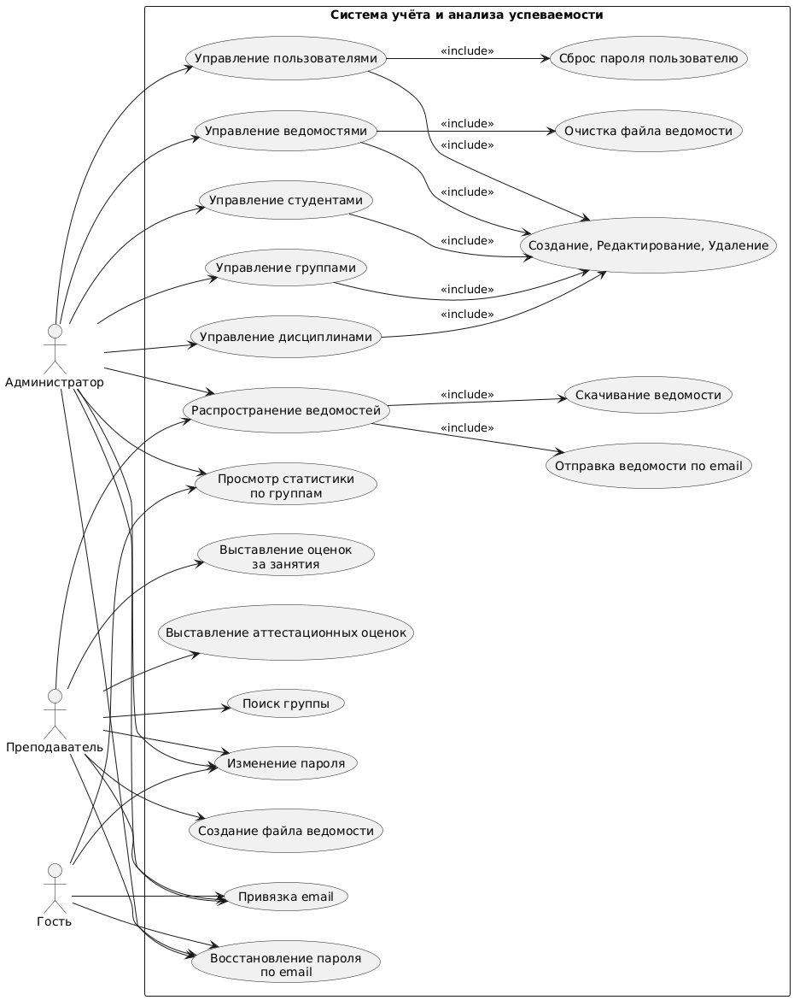 Система учёта и анализа успеваемости
Управление пользователями
«include»
Сброс пароля пользователю
Управление ведомостями
«include»
Очистка файла ведомости
«include»
Управление студентами
«include»
«include»
Создание, Редактирование, Удаление
Управление группами
«include»
Управление дисциплинами
«include»
Администратор
Распространение ведомостей
«include»
Скачивание ведомости
«include»
Отправка ведомости по email
Просмотр статистики
по группам
Выставление оценок
за занятия
Выставление аттестационных оценок
Поиск группы
Преподаватель
Изменение пароля
Создание файла ведомости
Привязка email
Гость
Восстановление пароля
по email